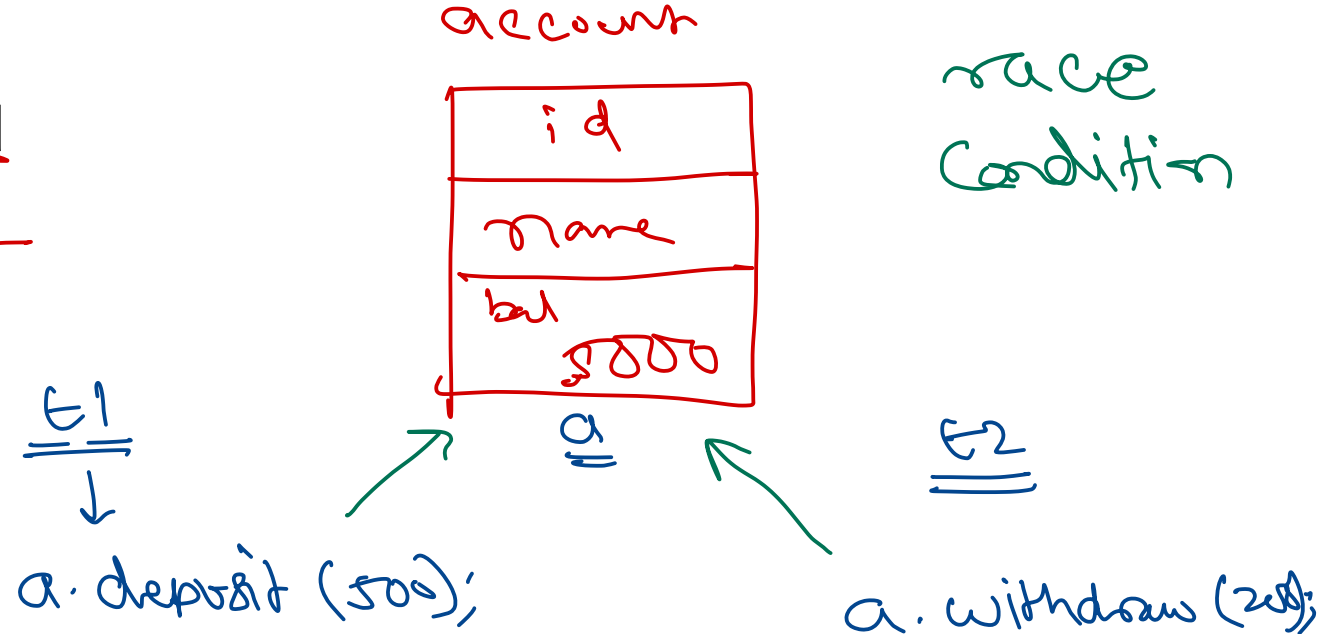 account
race
condition
id
name
bal
5000
t1
a
t2
a.deposit(500);
a.withdraw(200);